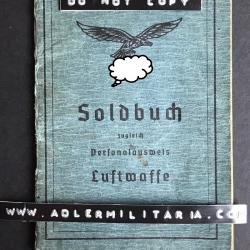 DO NOT COPY
Soldbuch
zugleich
Personalausweis
Luftwaffe
WWW.ADLERMILITARIA.CO